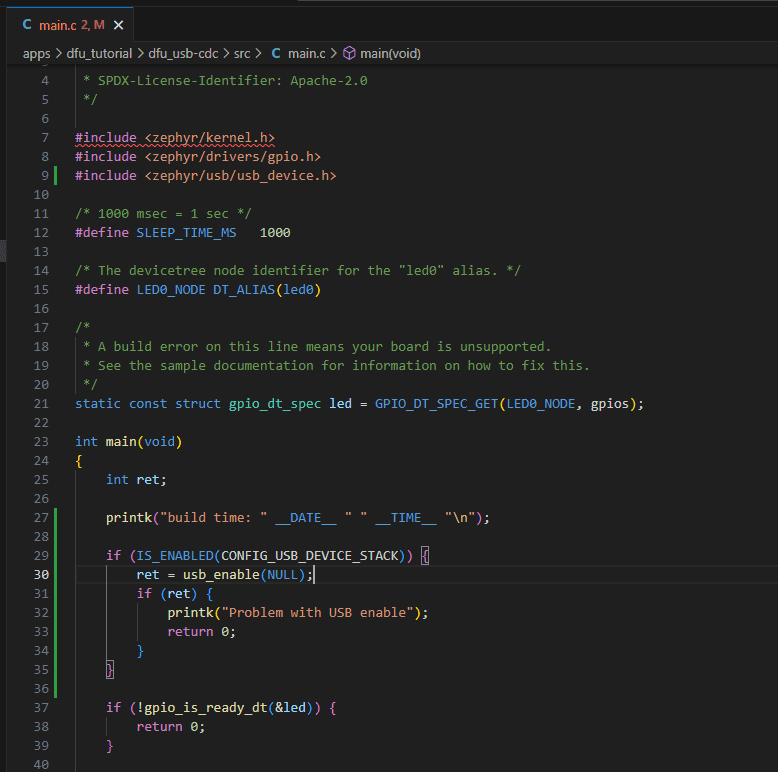 C main.c 2, M ×
apps > dfu_tutorial > dfu_usb-cdc > src > C main.c > main(void)
4  * SPDX-License-Identifier: Apache-2.0
5  */
6
7 #include <zephyr/kernel.h>
8 #include <zephyr/drivers/gpio.h>
9 #include <zephyr/usb/usb_device.h>
10
11 /* 1000 msec = 1 sec */
12 #define SLEEP_TIME_MS   1000
13
14 /* The devicetree node identifier for the "led0" alias. */
15 #define LED0_NODE DT_ALIAS(led0)
16
17 /*
18  * A build error on this line means your board is unsupported.
19  * See the sample documentation for information on how to fix this.
20  */
21 static const struct gpio_dt_spec led = GPIO_DT_SPEC_GET(LED0_NODE, gpios);
22
23 int main(void)
24 {
25     int ret;
26
27     printk("build time: " __DATE__ " " __TIME__ "\n");
28
29     if (IS_ENABLED(CONFIG_USB_DEVICE_STACK)) {
30         ret = usb_enable(NULL);
31         if (ret) {
32             printk("Problem with USB enable");
33             return 0;
34         }
35     }
36
37     if (!gpio_is_ready_dt(&led)) {
38         return 0;
39     }
40